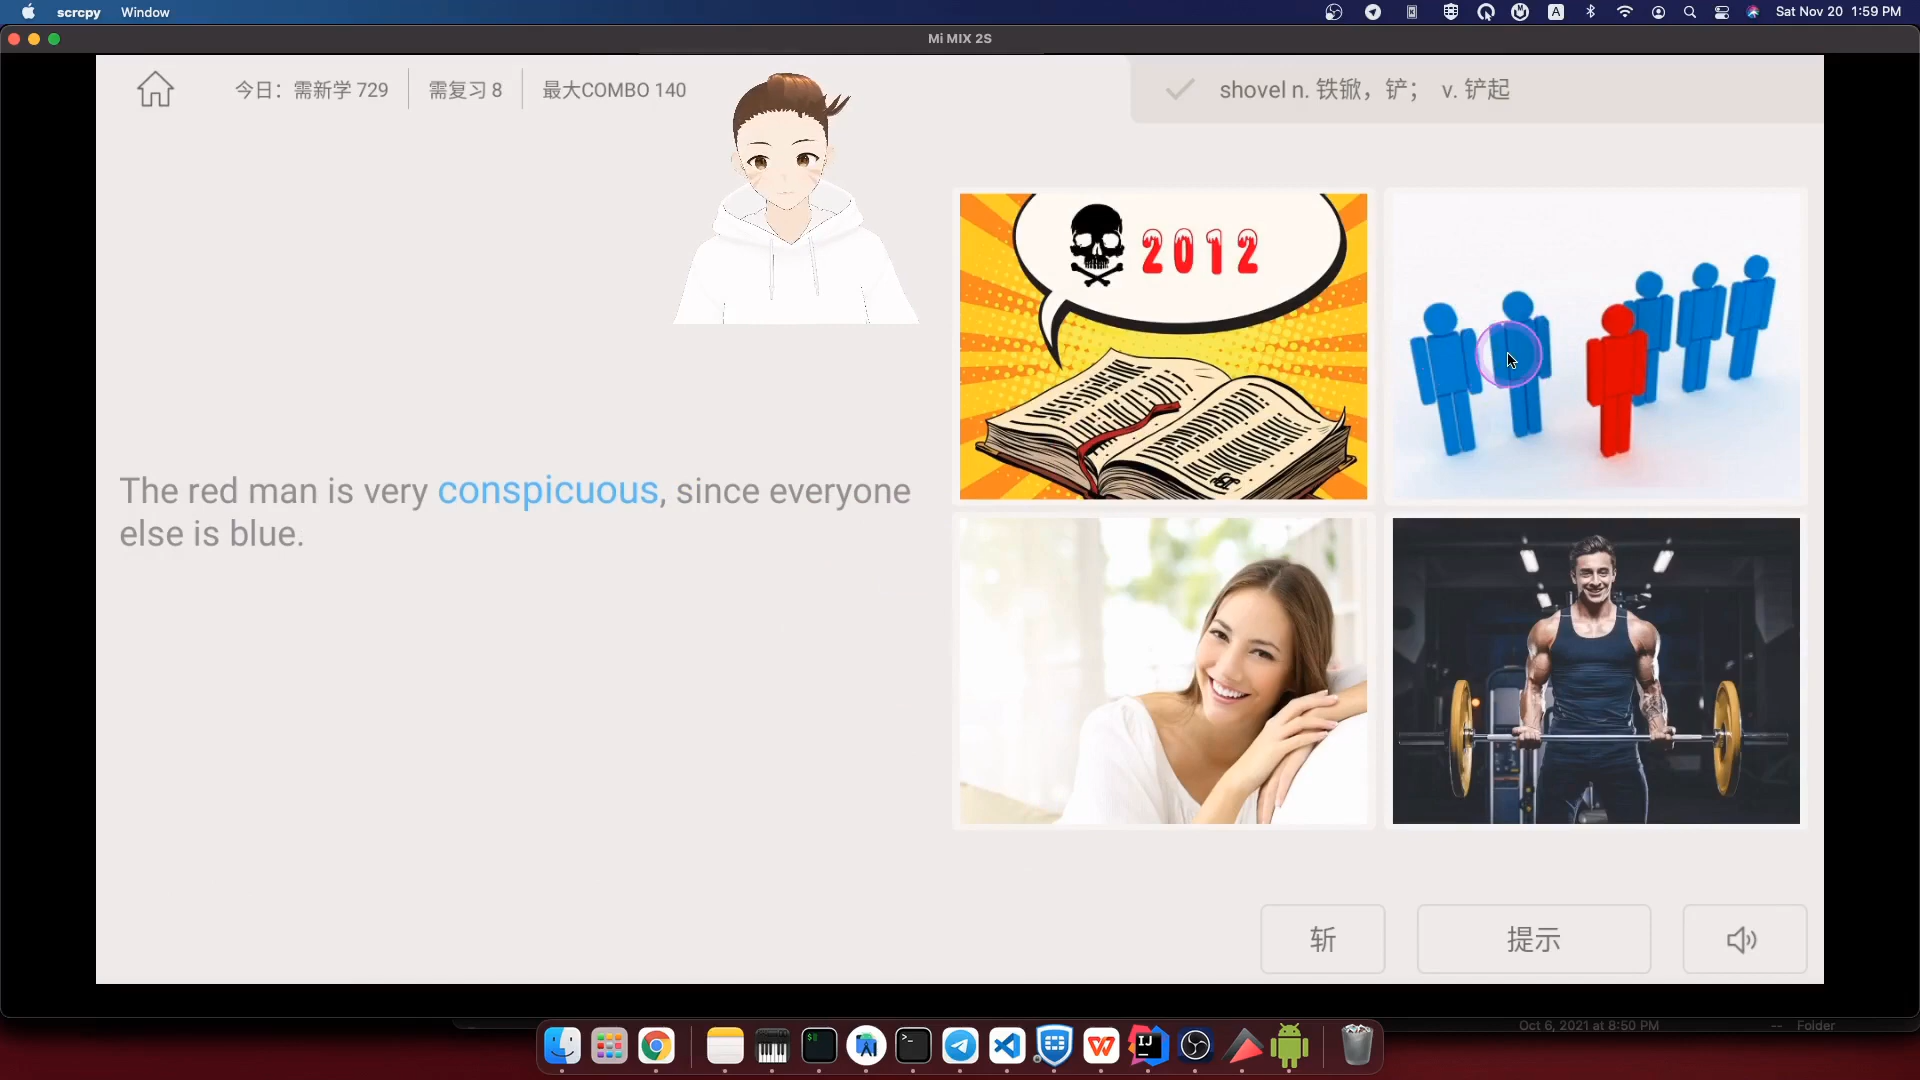 scrcpy Window
A
Sat Nov 20 1:59 PM
Mi MIX 2S
今日：需新学 729
需复习 8
最大COMBO 140
shovel n. 铁锨，铲； v. 铲起
2012
The red man is very conspicuous, since everyone
else is blue.
斩
提示
Oct 6, 2021 at 8:50 PM -- Folder
IJ